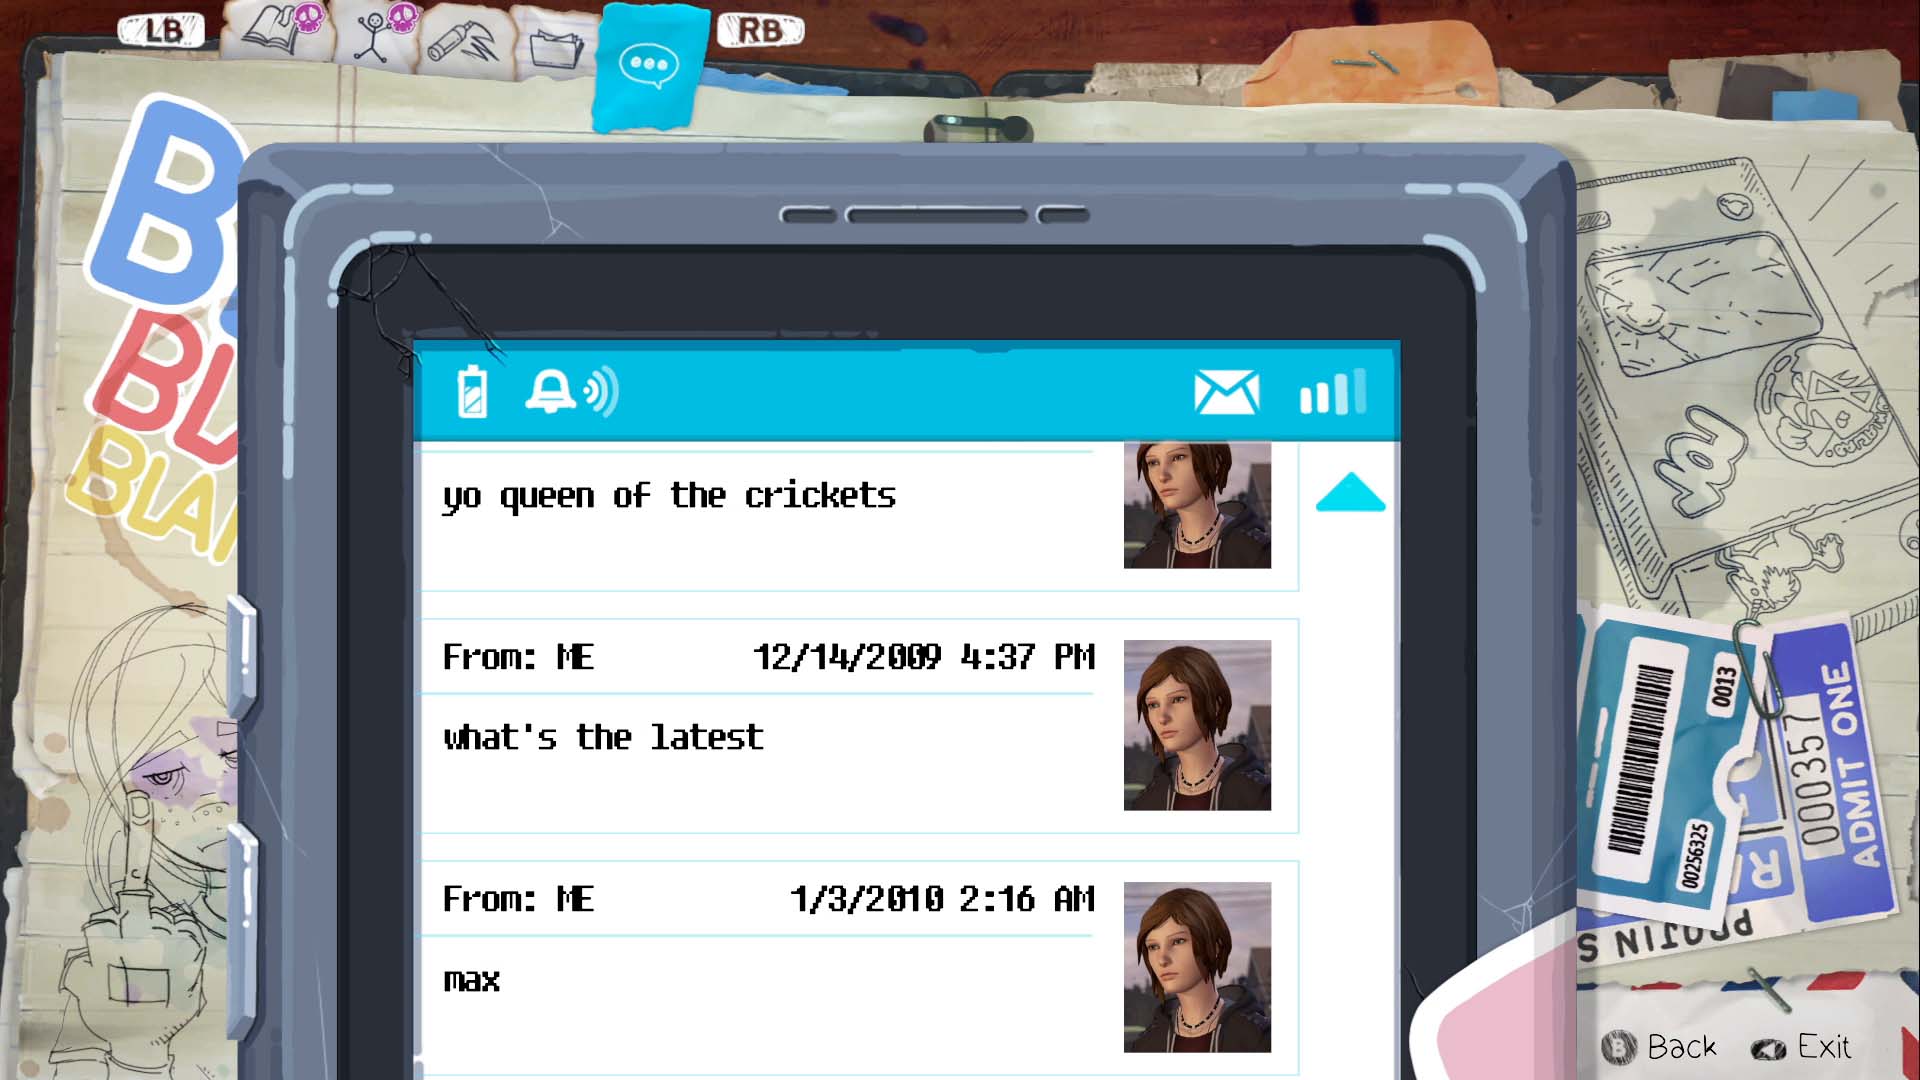 LB
RB
yo queen of the crickets
From: ME 12/14/2009 4:37 PM
what's the latest
From: ME 1/3/2010 2:16 AM
max
0013
00256325
000357
ADMIT ONE
Back
Exit